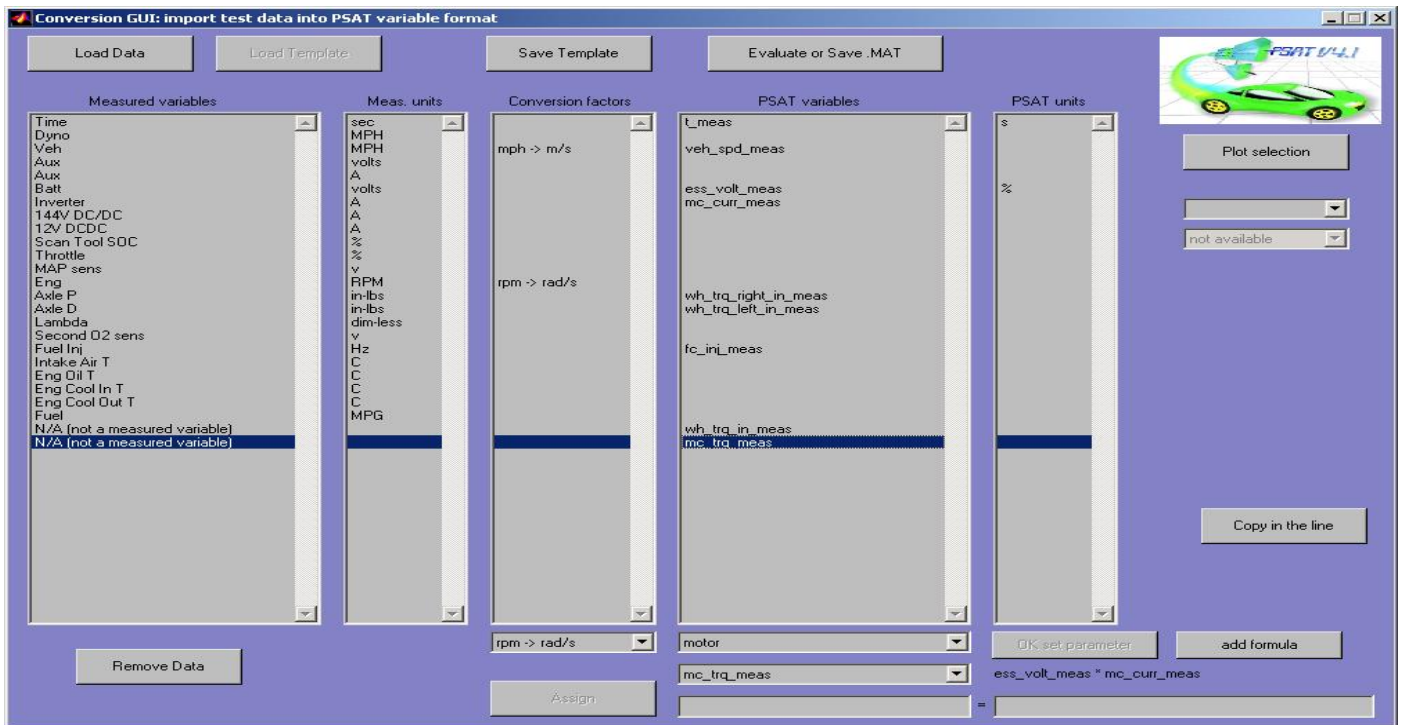 Conversion GUI: import test data into PSAT variable format
Load Data
Load Template
Save Template
Evaluate or Save .MAT
PSAT V4.1
Measured variables
Meas. units
Conversion factors
PSAT variables
PSAT units
Time sec t_meas s
Dyno MPH
Veh MPH mph -> m/s veh_spd_meas
Aux volts
Aux A
Batt volts ess_volt_meas %
Inverter A mc_curr_meas
144V DC/DC A
12V DCDC A
Scan Tool SOC %
Throttle %
MAP sens v
Eng RPM rpm -> rad/s
Axle P in-lbs wh_trq_right_in_meas
Axle D in-lbs wh_trq_left_in_meas
Lambda dim-less
Second O2 sens v
Fuel Inj Hz fc_inj_meas
Intake Air T C
Eng Oil T C
Eng Cool In T C
Eng Cool Out T C
Fuel MPG
N/A (not a measured variable) wh_trq_in_meas
N/A (not a measured variable) mc_trq_meas
Plot selection
not available
Copy in the line
rpm -> rad/s
motor
OK set parameter
add formula
Remove Data
mc_trq_meas
ess_volt_meas * mc_curr_meas
Assign
=